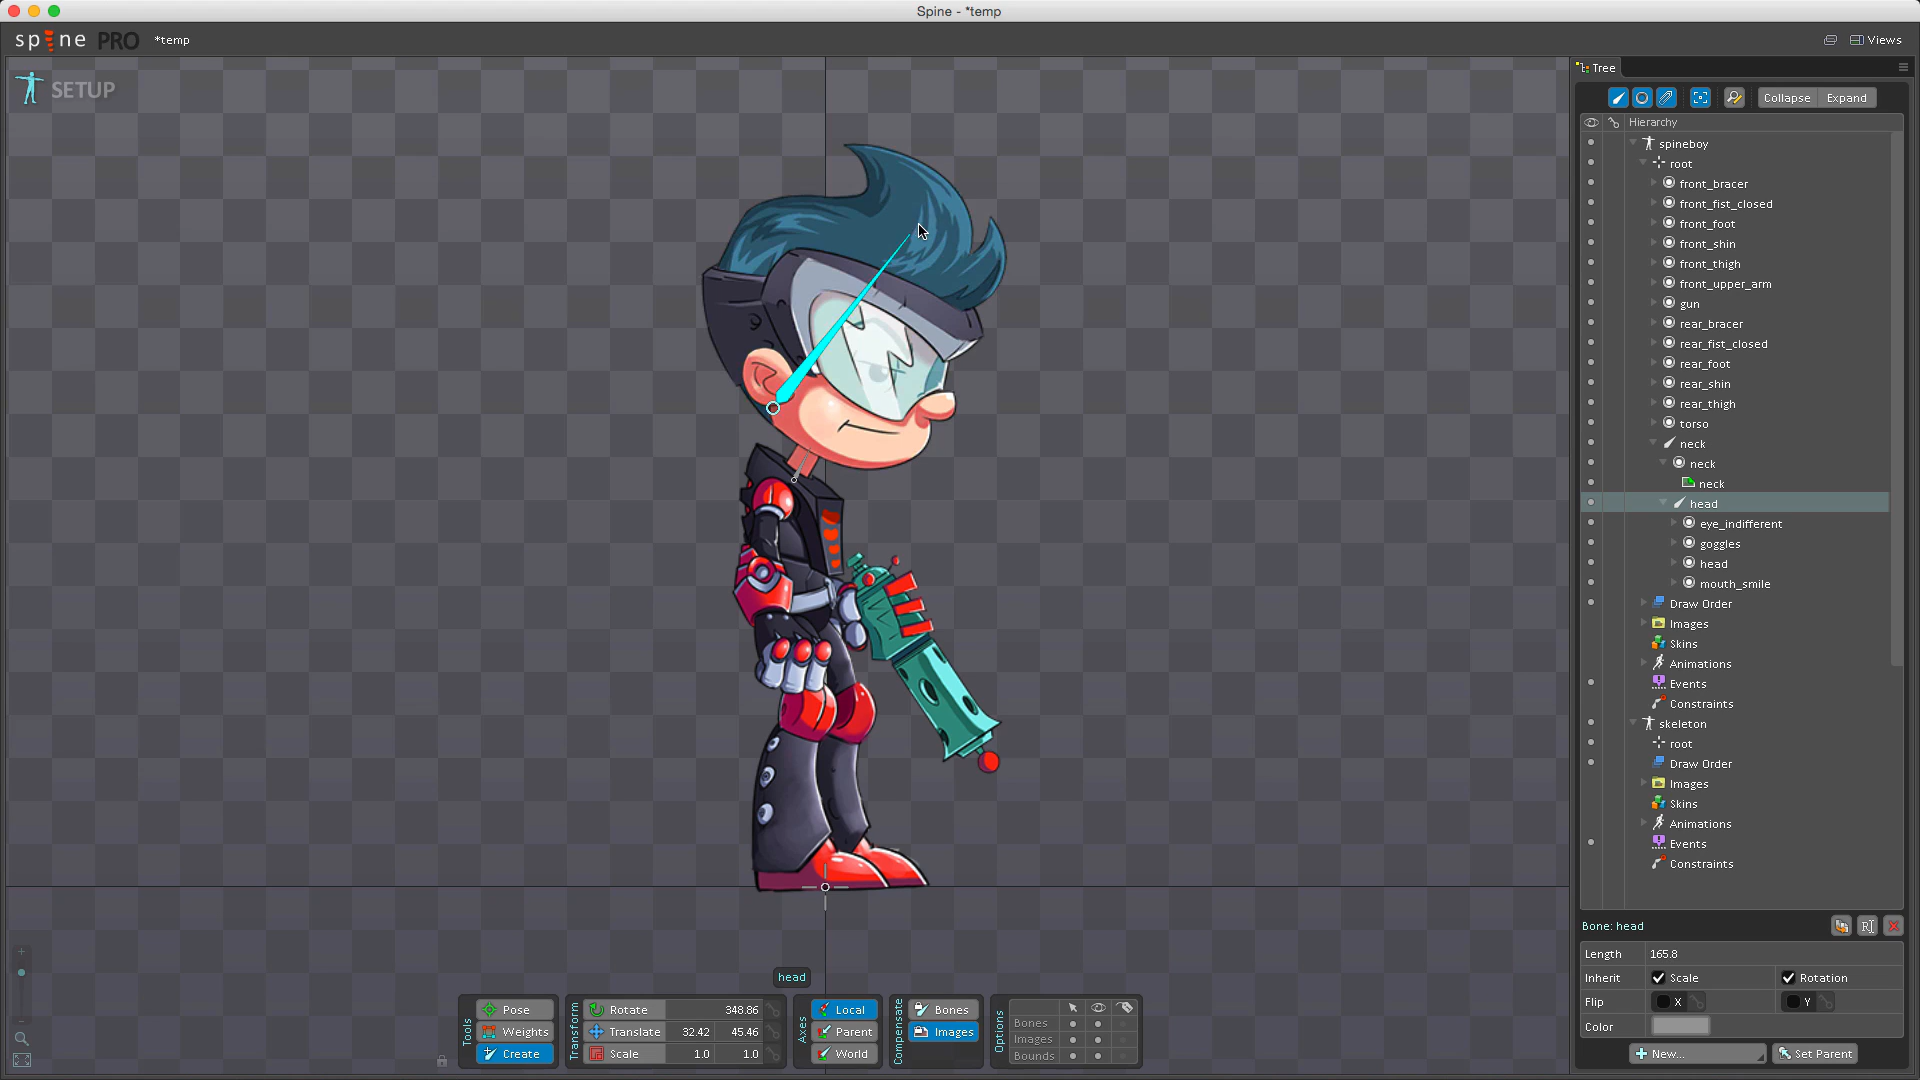 Spine - *temp
spine PRO *temp Views
SETUP
Tree
Collapse Expand
Hierarchy
spineboy
root
front_bracer
front_fist_closed
front_foot
front_shin
front_thigh
front_upper_arm
gun
rear_bracer
rear_fist_closed
rear_foot
rear_shin
rear_thigh
torso
neck
neck
neck
head
eye_indifferent
goggles
head
mouth_smile
Draw Order
Images
Skins
Animations
Events
Constraints
skeleton
root
Draw Order
Images
Skins
Animations
Events
Constraints
Bone: head
Length 165.8
Inherit Scale Rotation
Flip X Y
Color
New... Set Parent
head
Tools
Pose
Weights
Create
Transform
Rotate 348.86
Translate 32.42 45.46
Scale 1.0 1.0
Axes
Local
Parent
World
Compensate
Bones
Images
Options
Bones
Images
Bounds